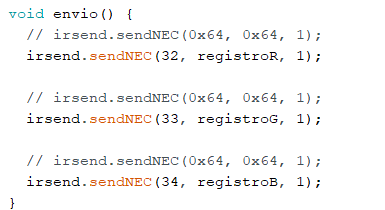 void envio() {
  // irsend.sendNEC(0x64, 0x64, 1);
  irsend.sendNEC(32, registroR, 1);

  // irsend.sendNEC(0x64, 0x64, 1);
  irsend.sendNEC(33, registroG, 1);

  // irsend.sendNEC(0x64, 0x64, 1);
  irsend.sendNEC(34, registroB, 1);
}